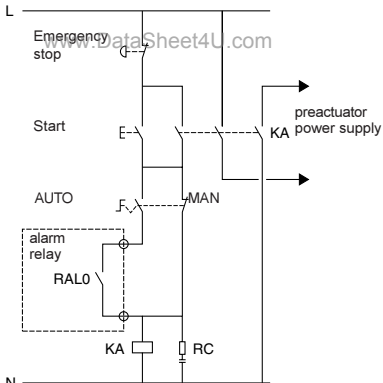 L
Emergency
stop
www.DataSheet4U.com
Start
KA
preactuator
power supply
AUTO
MAN
alarm
relay
RAL0
KA
RC
N